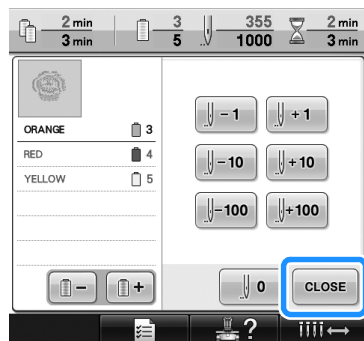 2 min 3 355 2 min
3 min 5 1000 3 min
ORANGE 3
RED 4
YELLOW 5
- 1 + 1
- 10 + 10
-100 +100
- + 0 CLOSE
?